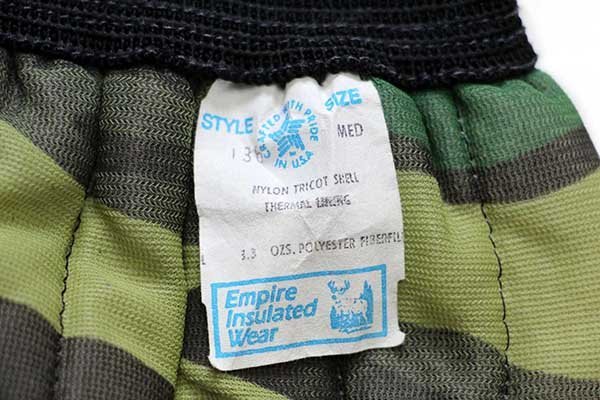 STYLE SIZE
CRAFTED WITH PRIDE
IN U.S.A.
MED
NYLON TRICOT SHELL
THERMAL LINING
3.3 OZS. POLYESTER FIBERFILL
Empire
Insulated
Wear